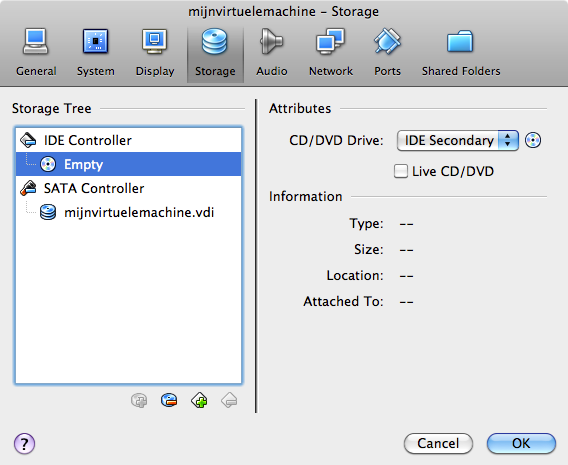 mijnvirtuelemachine – Storage
General System Display Storage Audio Network Ports Shared Folders
Storage Tree
IDE Controller
Empty
SATA Controller
mijnvirtuelemachine.vdi
Attributes
CD/DVD Drive: IDE Secondary
Live CD/DVD
Information
Type: --
Size: --
Location: --
Attached To: --
?
Cancel OK